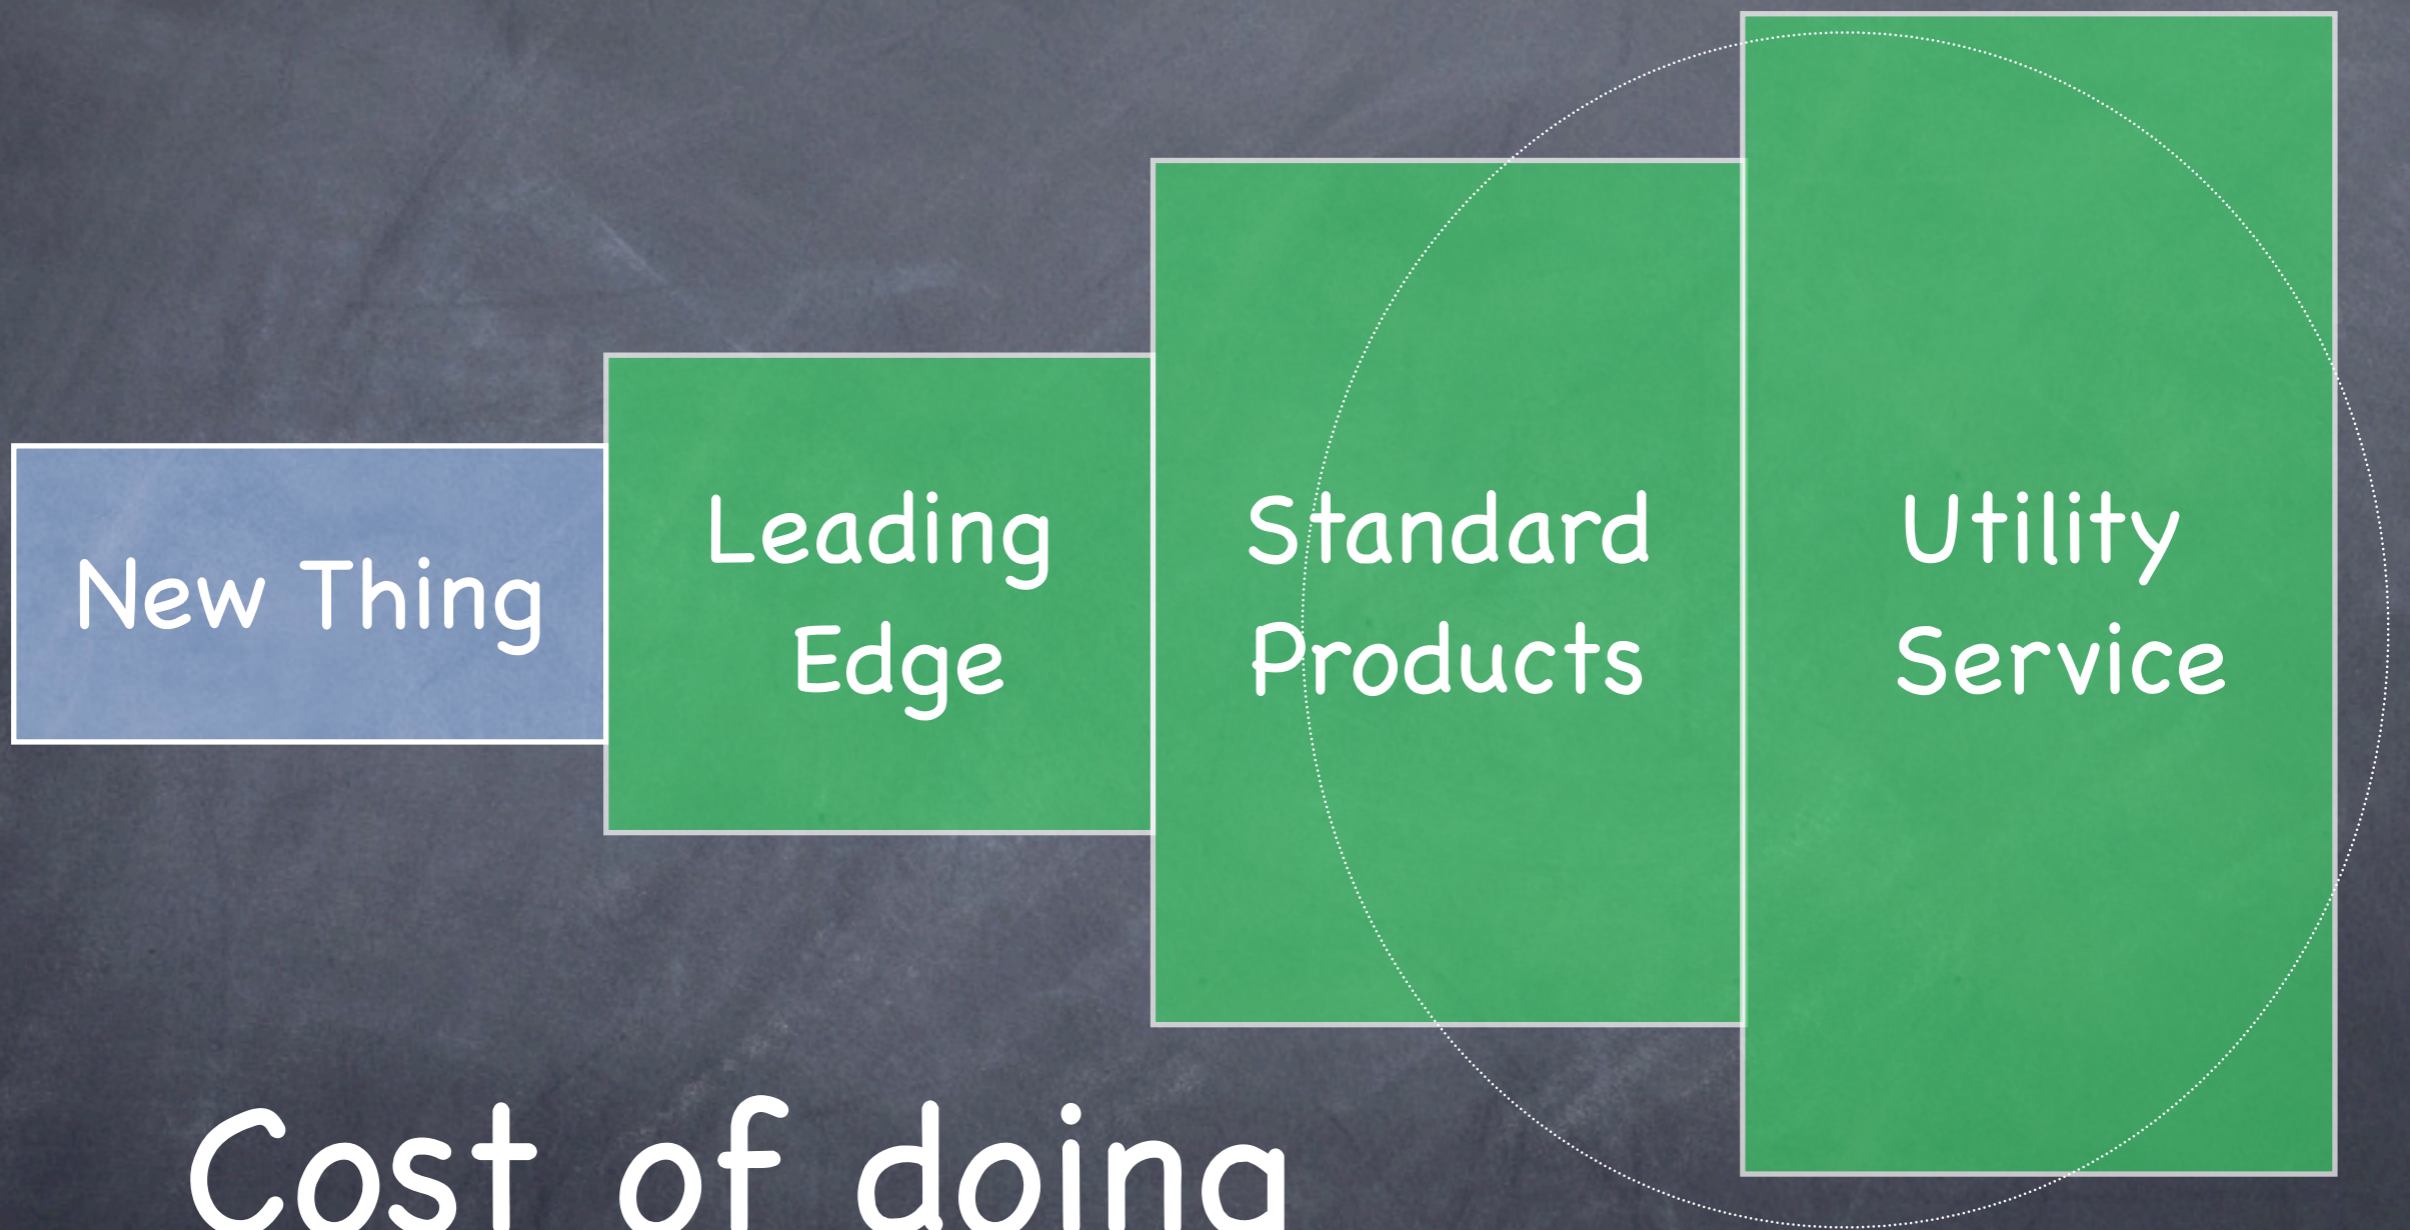 New Thing
Leading
Edge
Standard
Products
Utility
Service
Cost of doing